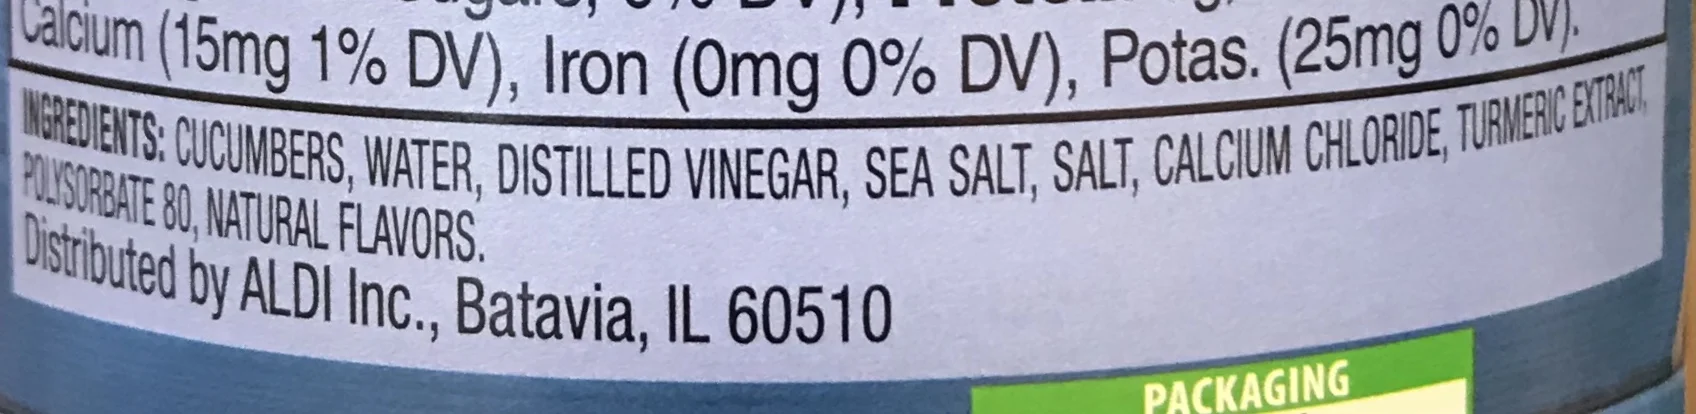 Calcium (15mg 1% DV), Iron (0mg 0% DV), Potas. (25mg 0% DV).
INGREDIENTS: CUCUMBERS, WATER, DISTILLED VINEGAR, SEA SALT, SALT, CALCIUM CHLORIDE, TURMERIC EXTRACT,
POLYSORBATE 80, NATURAL FLAVORS.
Distributed by ALDI Inc., Batavia, IL 60510
PACKAGING